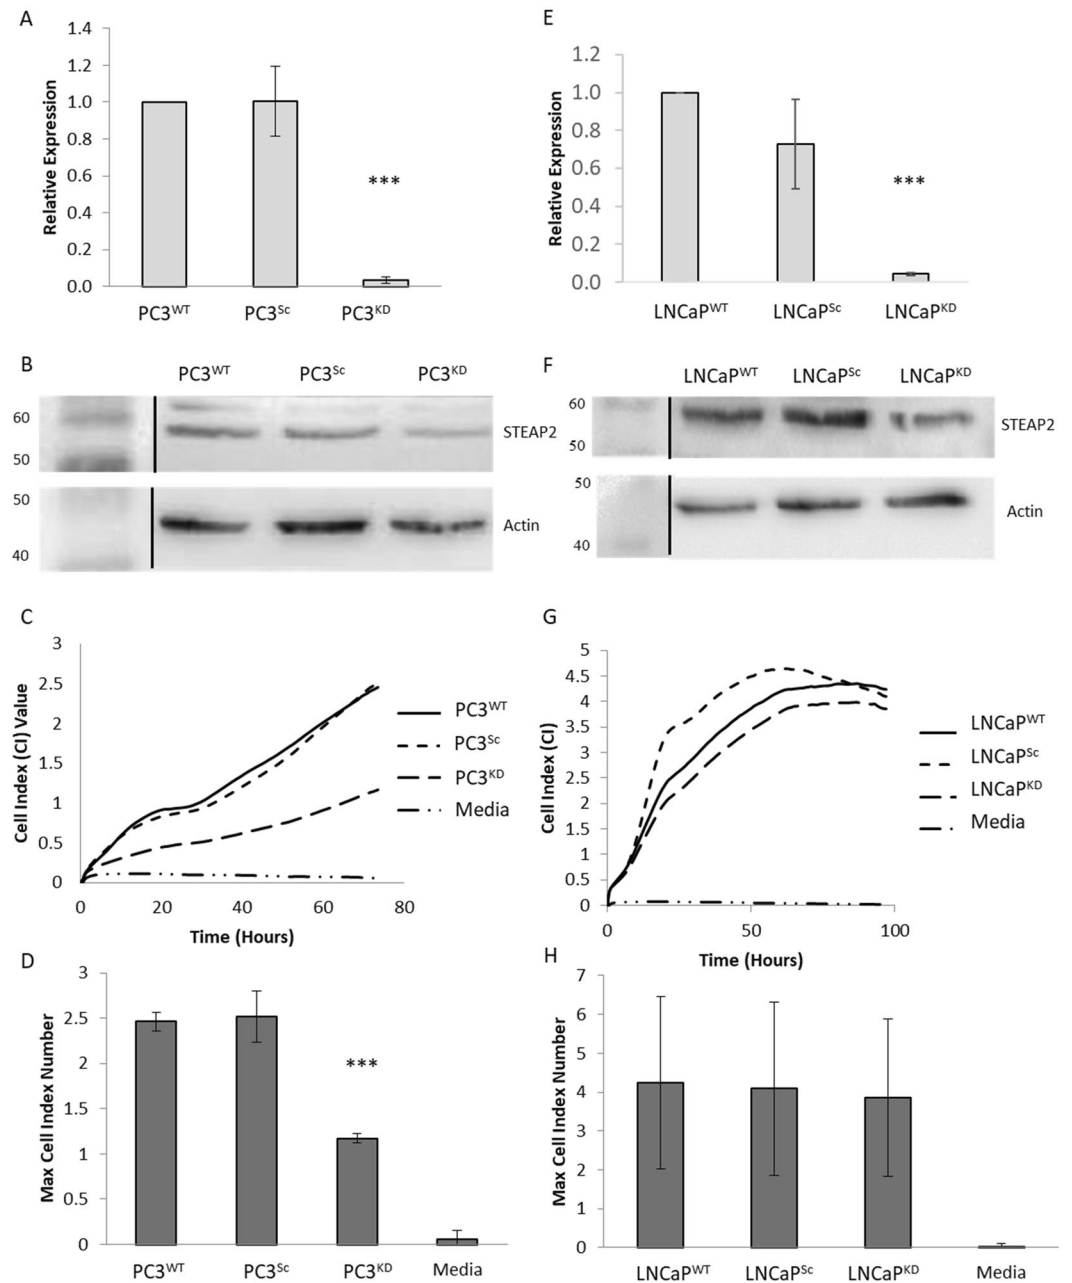 A
Relative Expression
1.4
1.2
1.0
0.8
0.6
0.4
0.2
0.0
***
PC3WT PC3Sc PC3KD
E
Relative Expression
1.2
1.0
0.8
0.6
0.4
0.2
0.0
***
LNCaPWT LNCaPSc LNCaPKD
B
PC3WT PC3Sc PC3KD
60
50
STEAP2
50
40
Actin
F
LNCaPWT LNCaPSc LNCaPKD
60
50
STEAP2
50
40
Actin
C
Cell Index (CI) Value
3
2.5
2
1.5
1
0.5
0
0 20 40 60 80
Time (Hours)
PC3WT
PC3Sc
PC3KD
Media
G
Cell Index (CI)
5
4.5
4
3.5
3
2.5
2
1.5
1
0.5
0
0 50 100
Time (Hours)
LNCaPWT
LNCaPSc
LNCaPKD
Media
D
Max Cell Index Number
3
2.5
2
1.5
1
0.5
0
***
PC3WT PC3Sc PC3KD Media
H
Max Cell Index Number
7
6
5
4
3
2
1
0
LNCaPWT LNCaPSc LNCaPKD Media